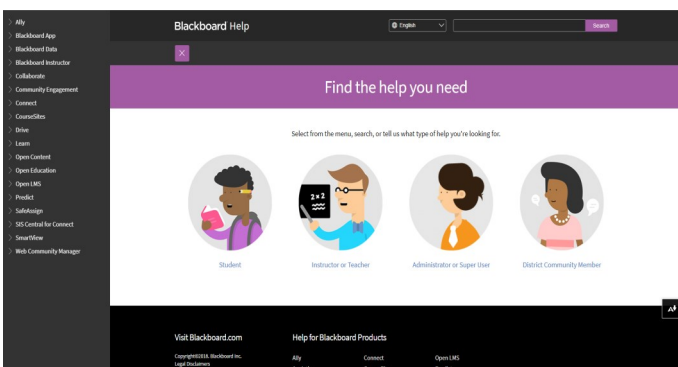 Ally
Blackboard App
Blackboard Data
Blackboard Instructor
Collaborate
Community Engagement
Connect
CourseSites
Drive
Learn
Open Content
Open Education
Open LMS
Predict
SafeAssign
SIS Central for Connect
SmartView
Web Community Manager
Blackboard Help
English
Search
Find the help you need
Select from the menu, search, or tell us what type of help you're looking for.
2×2
Student
Instructor or Teacher
Administrator or Super User
District Community Member
A
Visit Blackboard.com
Help for Blackboard Products
Copyright©2018. Blackboard Inc.
Legal Disclaimers
Ally
Connect
Open LMS